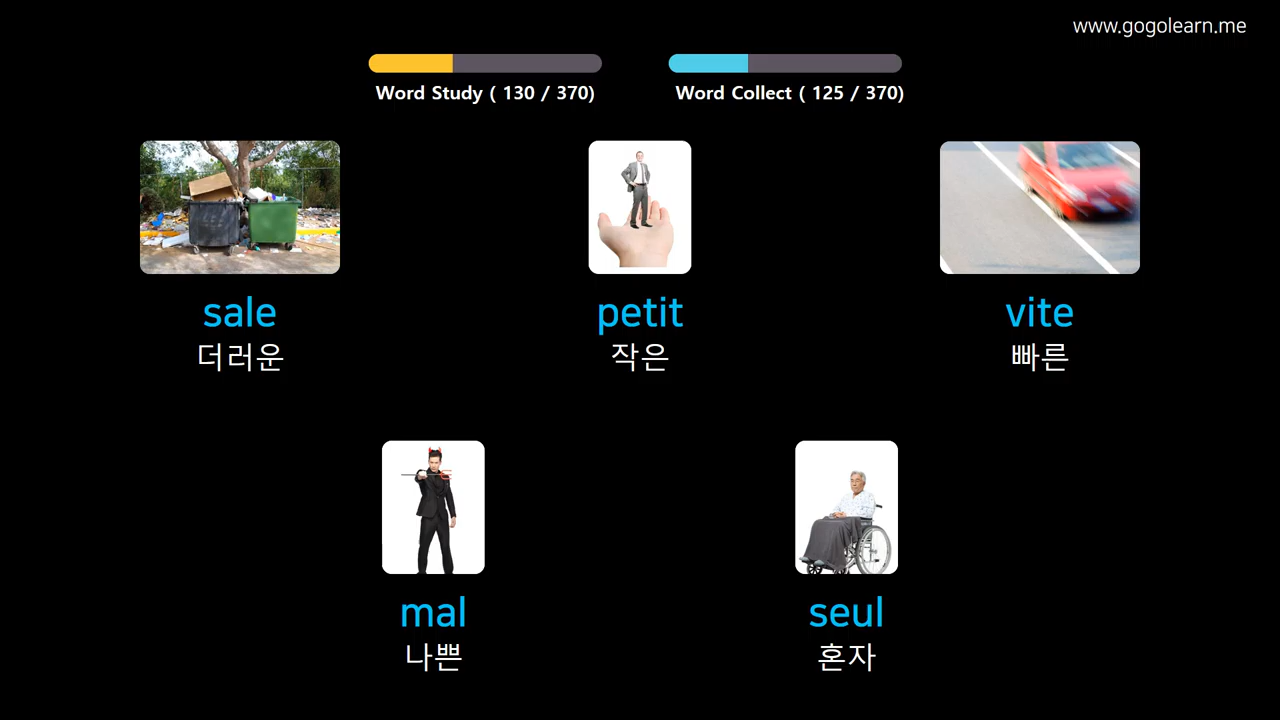 www.gogolearn.me
Word Study ( 130 / 370)
Word Collect ( 125 / 370)
sale
더러운
petit
작은
vite
빠른
mal
나쁜
seul
혼자